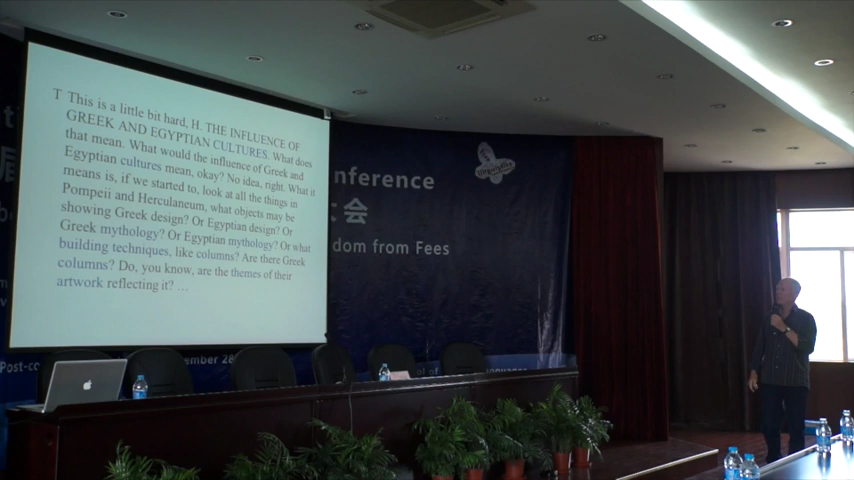 T This is a little bit hard, H. THE INFLUENCE OF
GREEK AND EGYPTIAN CULTURES. What does
that mean. What would the influence of Greek and
Egyptian cultures mean, okay? No idea, right. What it
means is, if we started to, look at all the things in
Pompeii and Herculaneum, what objects may be
showing Greek design? Or Egyptian design? Or
Greek mythology? Or Egyptian mythology? Or what
building techniques, like columns? Are there Greek
columns? Do, you know, are the themes of their
artwork reflecting it? …
nference
大会
dom from Fees
Post-co
ember 28